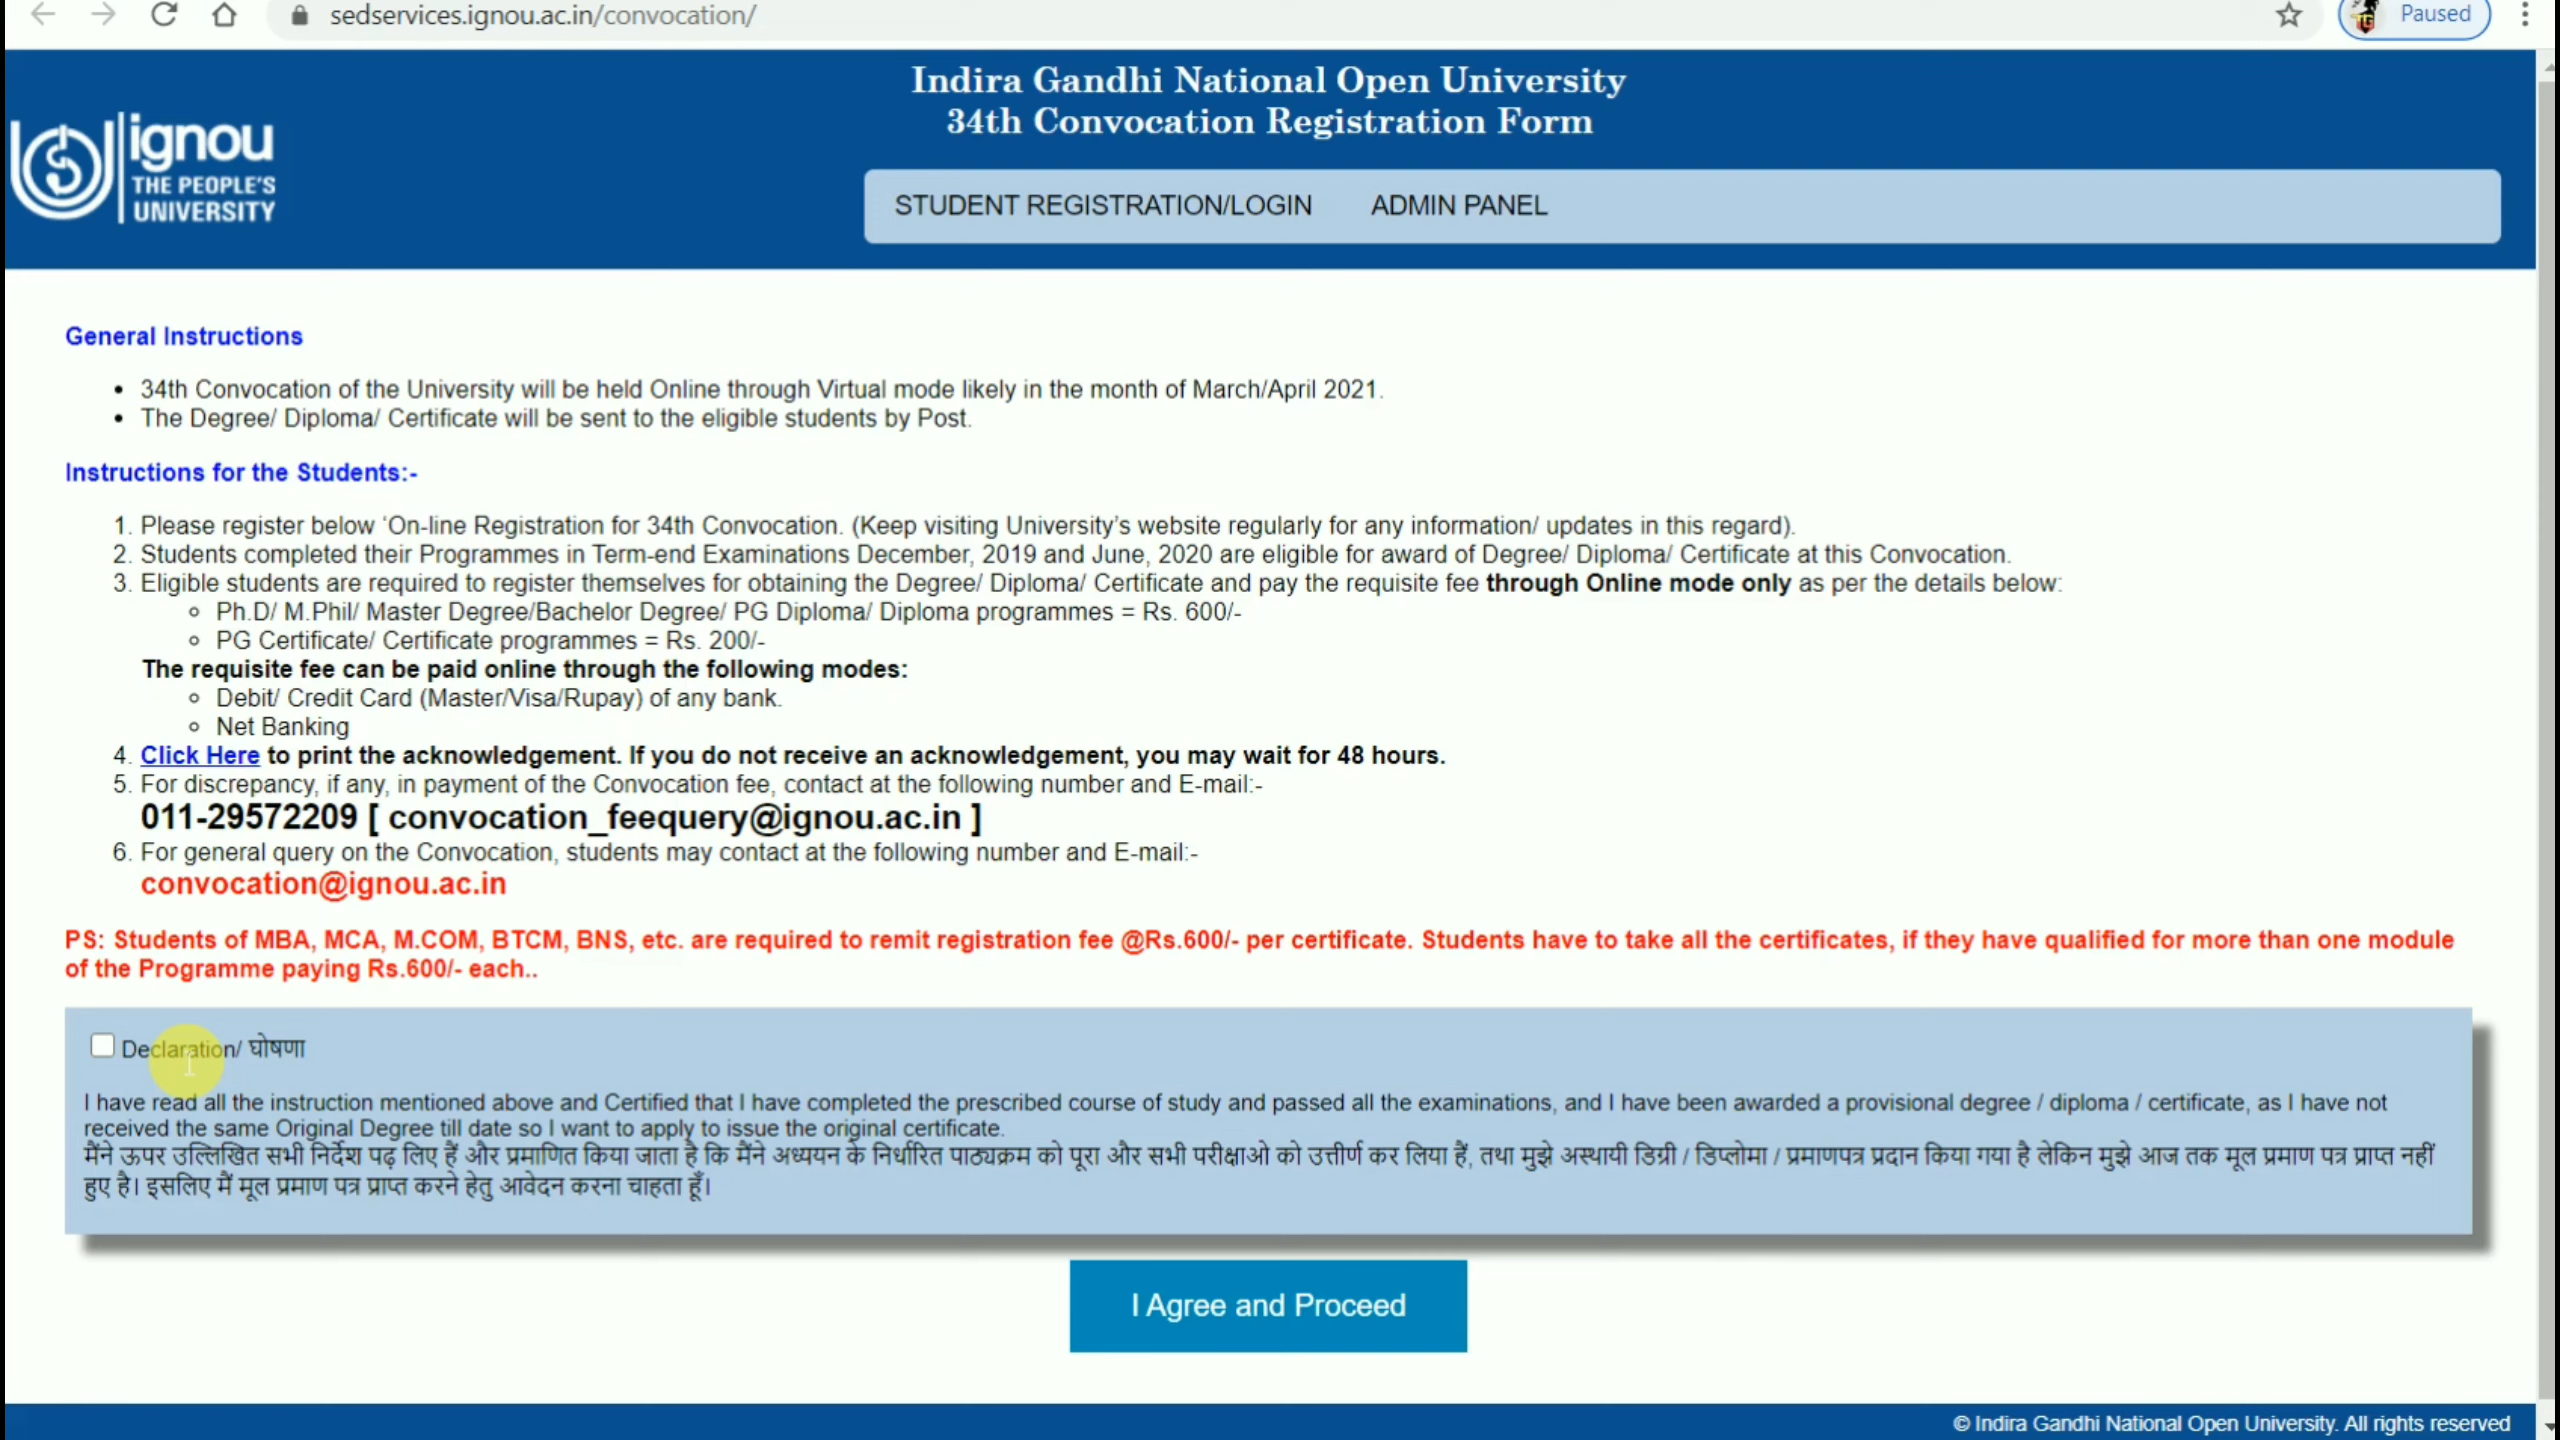 sedservices.ignou.ac.in/convocation/
Paused
Indira Gandhi National Open University
34th Convocation Registration Form
ignou
THE PEOPLE'S
UNIVERSITY
STUDENT REGISTRATION/LOGIN ADMIN PANEL
General Instructions
• 34th Convocation of the University will be held Online through Virtual mode likely in the month of March/April 2021.
• The Degree/ Diploma/ Certificate will be sent to the eligible students by Post.
Instructions for the Students:-
1. Please register below ‘On-line Registration for 34th Convocation. (Keep visiting University’s website regularly for any information/ updates in this regard).
2. Students completed their Programmes in Term-end Examinations December, 2019 and June, 2020 are eligible for award of Degree/ Diploma/ Certificate at this Convocation.
3. Eligible students are required to register themselves for obtaining the Degree/ Diploma/ Certificate and pay the requisite fee through Online mode only as per the details below:
Ph.D/ M.Phil/ Master Degree/Bachelor Degree/ PG Diploma/ Diploma programmes = Rs. 600/-
PG Certificate/ Certificate programmes = Rs. 200/-
The requisite fee can be paid online through the following modes:
Debit/ Credit Card (Master/Visa/Rupay) of any bank.
Net Banking
4. Click Here to print the acknowledgement. If you do not receive an acknowledgement, you may wait for 48 hours.
5. For discrepancy, if any, in payment of the Convocation fee, contact at the following number and E-mail:-
011-29572209 [ convocation_feequery@ignou.ac.in ]
6. For general query on the Convocation, students may contact at the following number and E-mail:-
convocation@ignou.ac.in
PS: Students of MBA, MCA, M.COM, BTCM, BNS, etc. are required to remit registration fee @Rs.600/- per certificate. Students have to take all the certificates, if they have qualified for more than one module
of the Programme paying Rs.600/- each..
Declaration/ घोषणा
I have read all the instruction mentioned above and Certified that I have completed the prescribed course of study and passed all the examinations, and I have been awarded a provisional degree / diploma / certificate, as I have not
received the same Original Degree till date so I want to apply to issue the original certificate.
मैंने ऊपर उल्लिखित सभी निर्देश पढ़ लिए हैं और प्रमाणित किया जाता है कि मैंने अध्ययन के निर्धारित पाठ्यक्रम को पूरा और सभी परीक्षाओ को उत्तीर्ण कर लिया हैं, तथा मुझे अस्थायी डिग्री / डिप्लोमा / प्रमाणपत्र प्रदान किया गया है लेकिन मुझे आज तक मूल प्रमाण पत्र प्राप्त नहीं
हुए है। इसलिए मैं मूल प्रमाण पत्र प्राप्त करने हेतु आवेदन करना चाहता हूँ।
I Agree and Proceed
© Indira Gandhi National Open University. All rights reserved